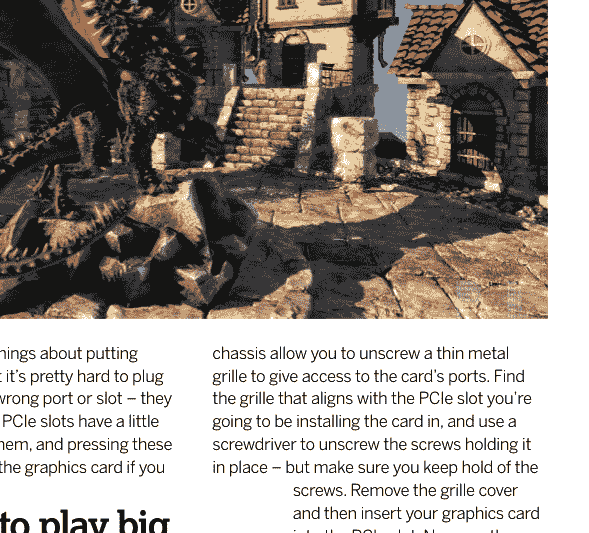 about putting
it's pretty hard to plug
wrong port or slot – they
PCIe slots have a little
and pressing these
the graphics card if you
to play big
chassis allow you to unscrew a thin metal
grille to give access to the card's ports. Find
the grille that aligns with the PCIe slot you're
going to be installing the card in, and use a
screwdriver to unscrew the screws holding it
in place – but make sure you keep hold of the
screws. Remove the grille cover
and then insert your graphics card